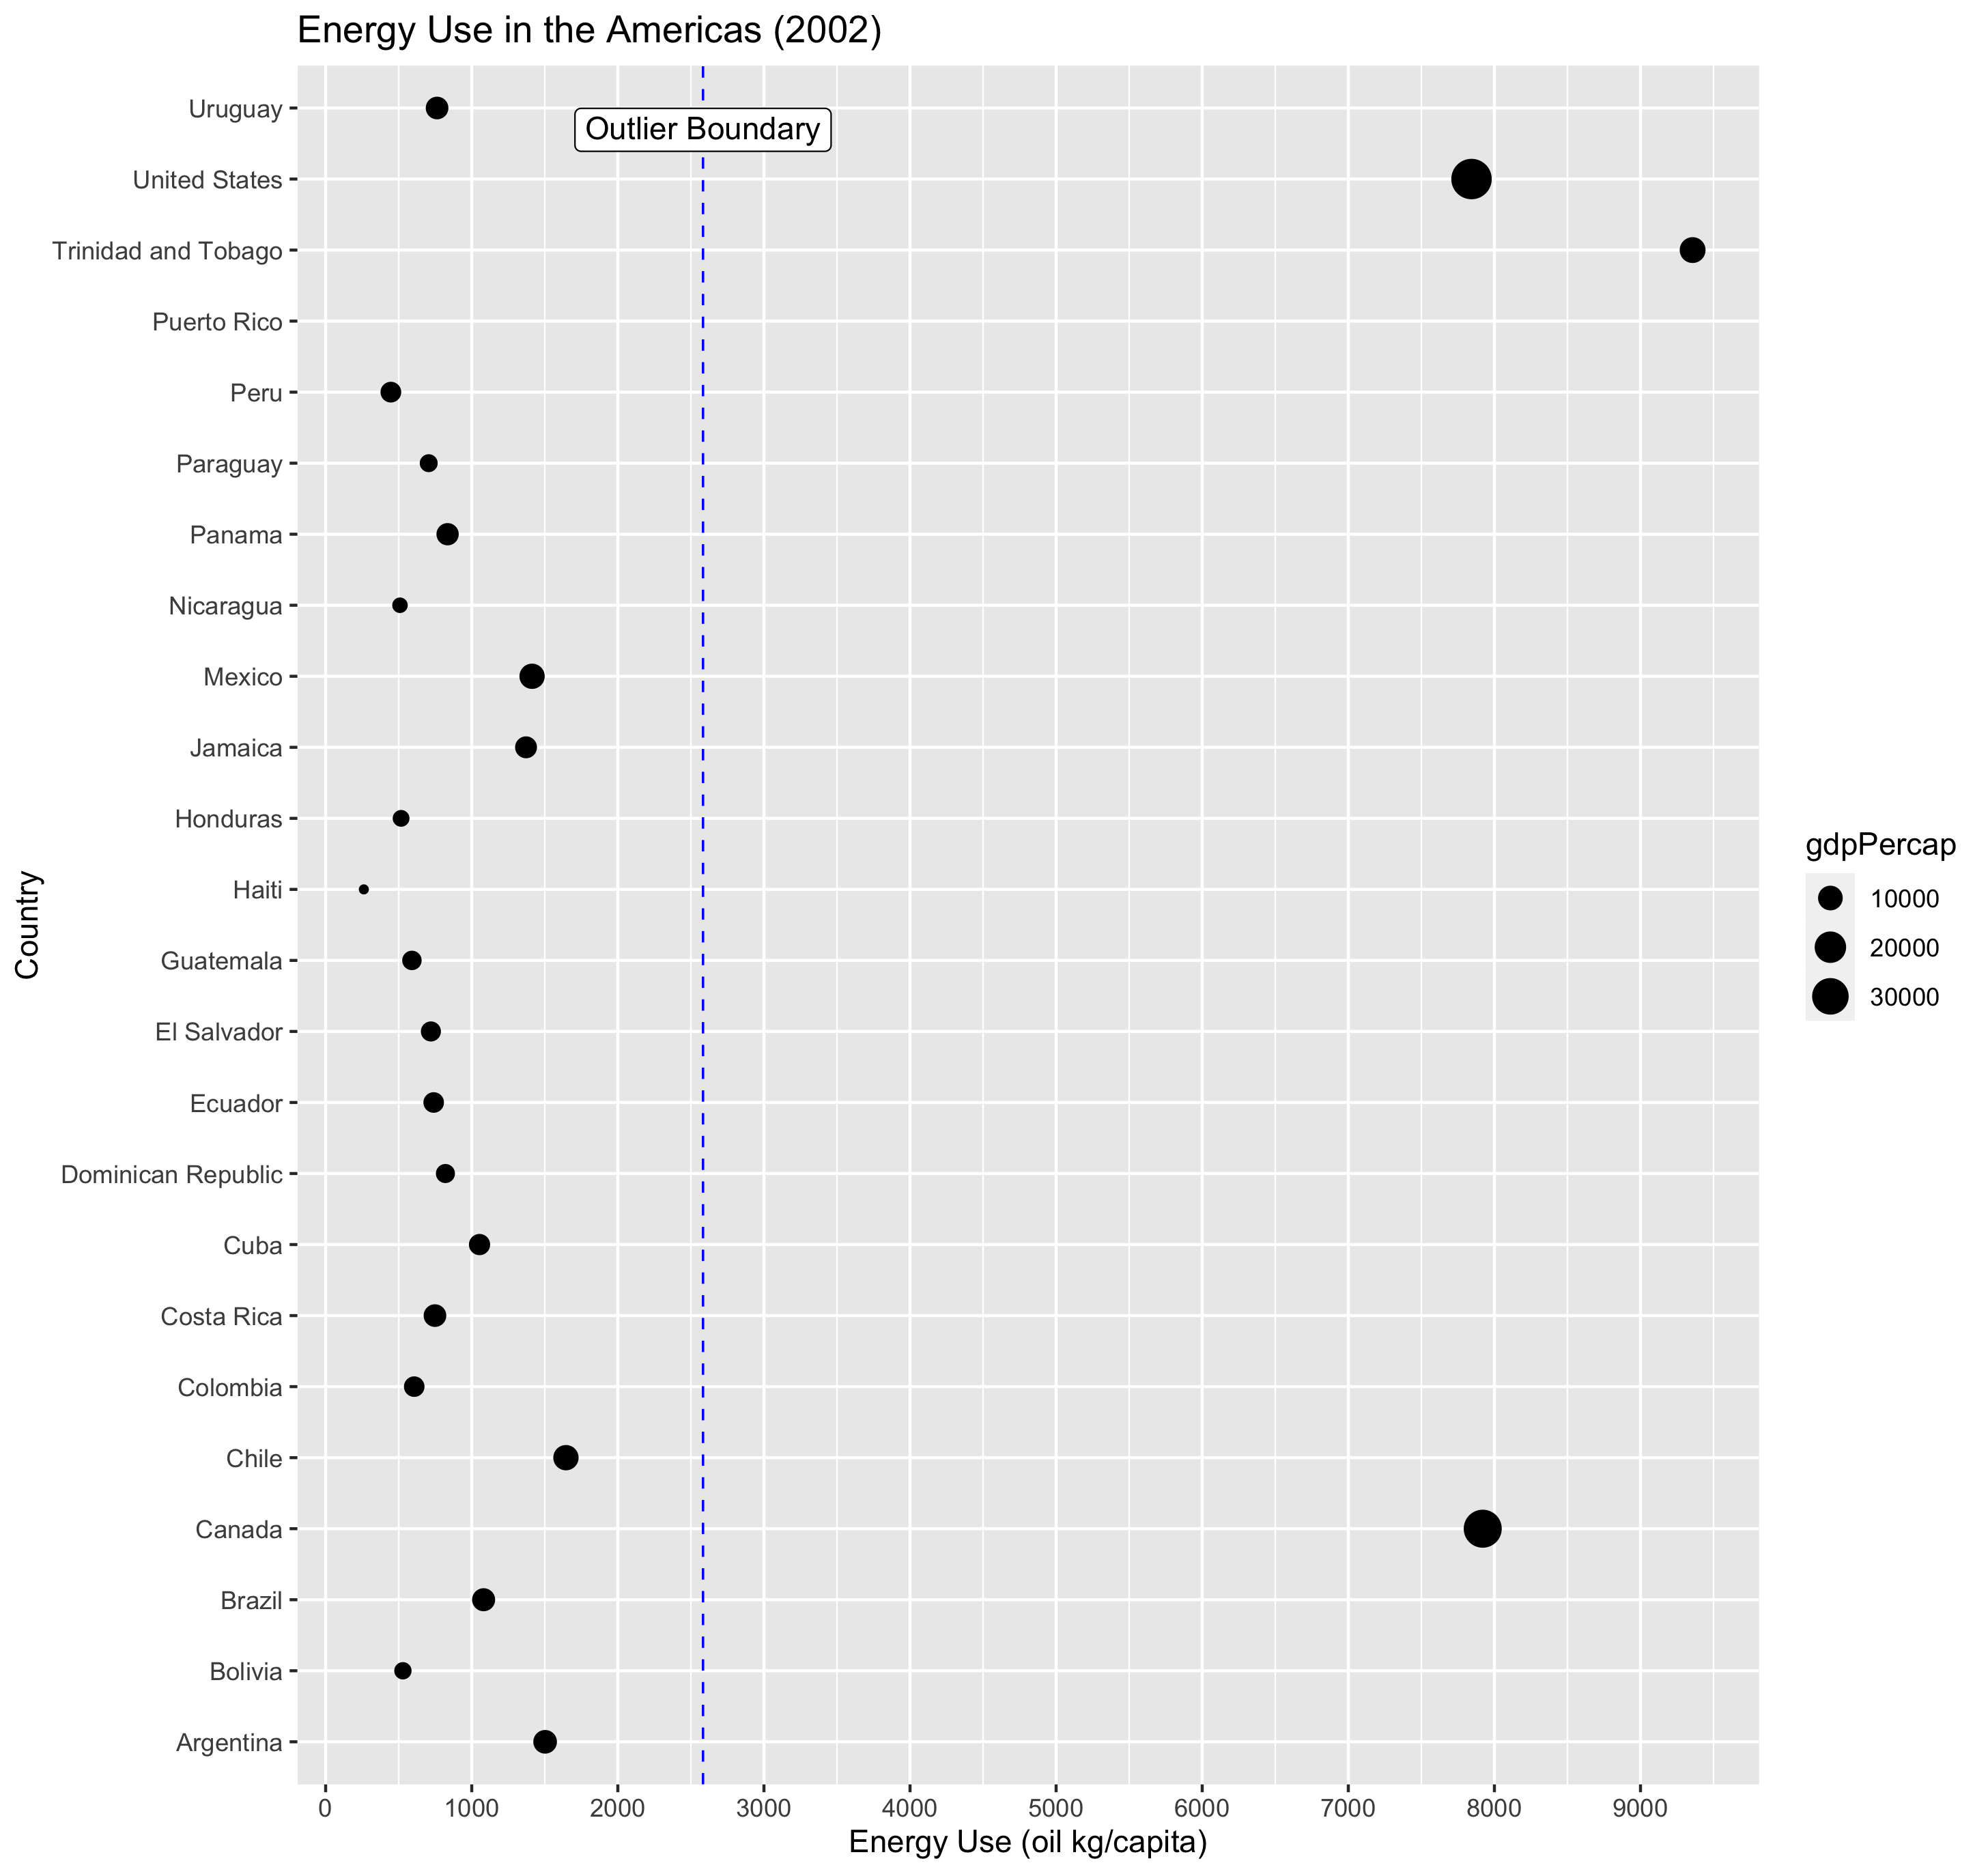 Energy Use in the Americas (2002)
Uruguay
Outlier Boundary
United States
Trinidad and Tobago
Puerto Rico
Peru
Paraguay
Panama
Nicaragua
Mexico
Jamaica
Honduras
Haiti
Guatemala
El Salvador
Ecuador
Dominican Republic
Cuba
Costa Rica
Colombia
Chile
Canada
Brazil
Bolivia
Argentina
Country
0 1000 2000 3000 4000 5000 6000 7000 8000 9000
Energy Use (oil kg/capita)
gdpPercap
10000
20000
30000